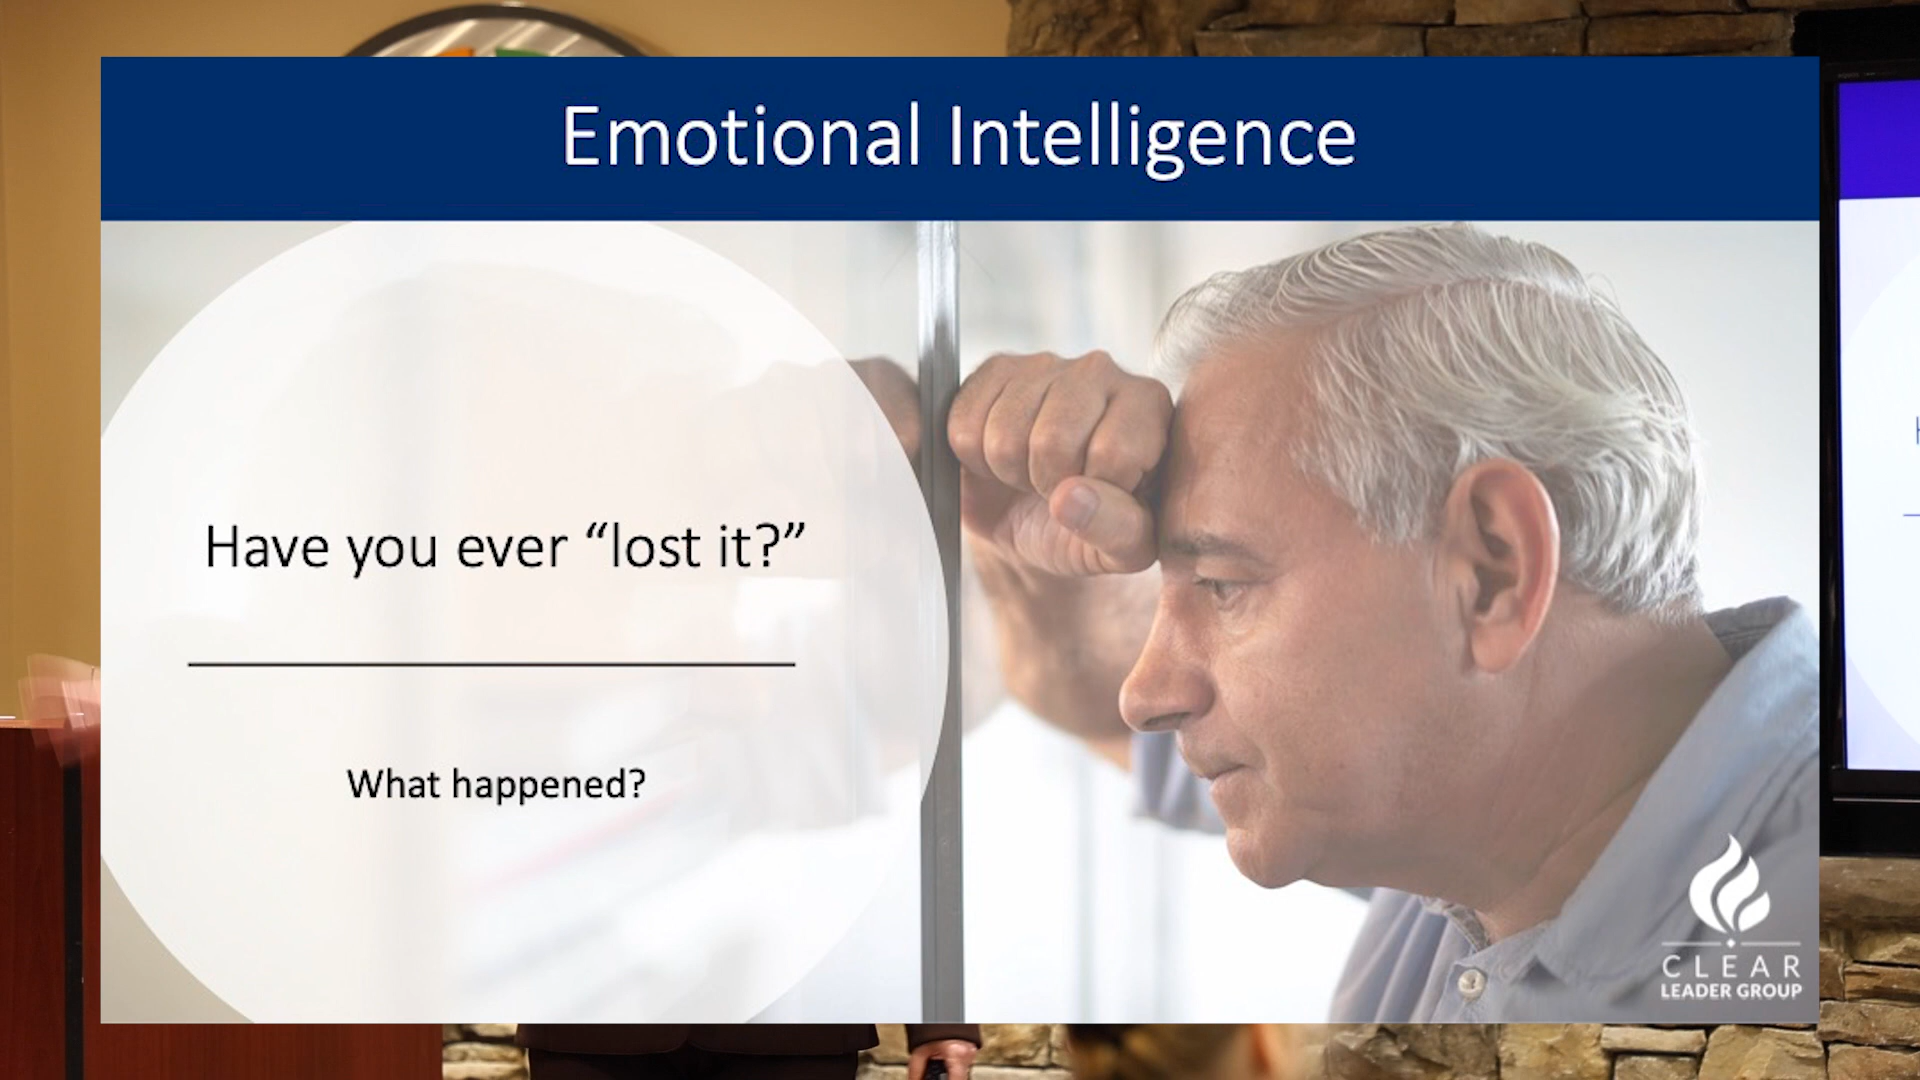 Emotional Intelligence
Have you ever “lost it?”
What happened?
CLEAR
LEADER GROUP